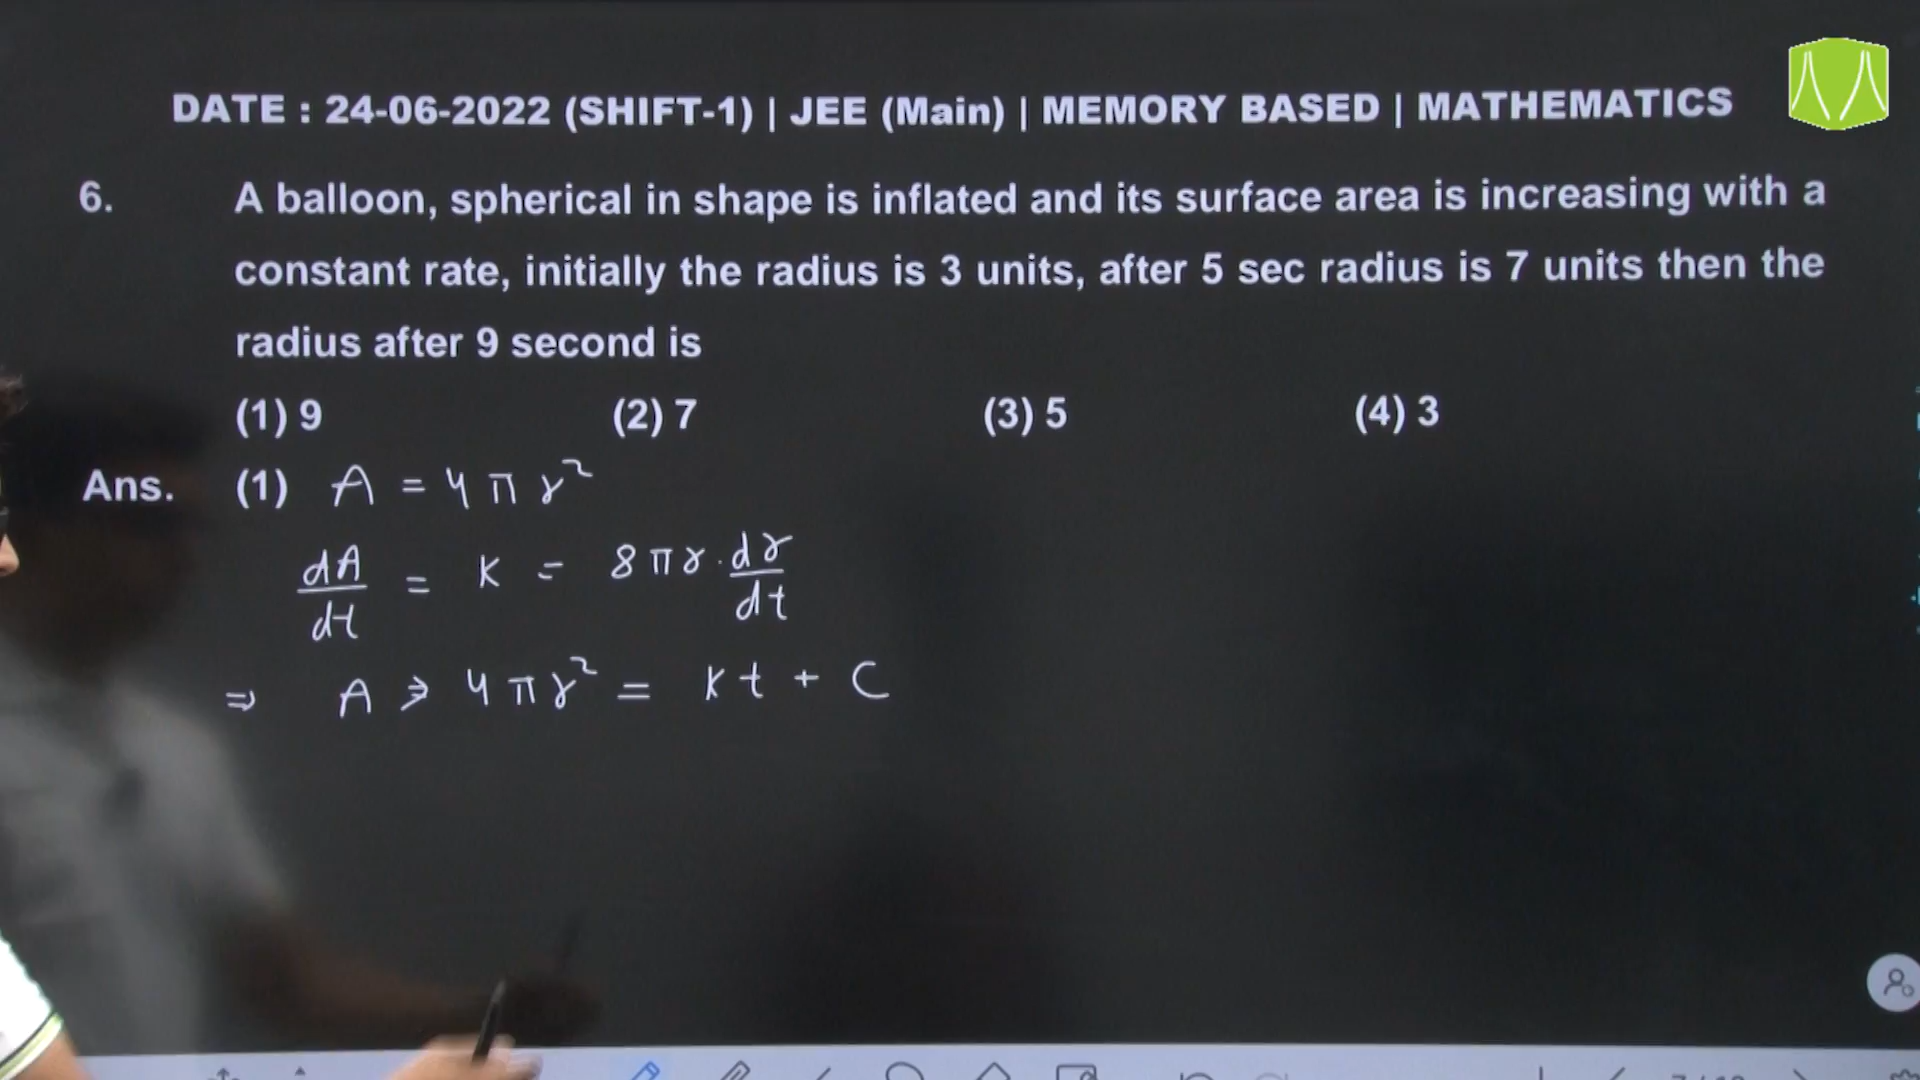 DATE : 24-06-2022 (SHIFT-1) | JEE (Main) | MEMORY BASED | MATHEMATICS
6. A balloon, spherical in shape is inflated and its surface area is increasing with a
constant rate, initially the radius is 3 units, after 5 sec radius is 7 units then the
radius after 9 second is
(1) 9 (2) 7 (3) 5 (4) 3
Ans. (1) A = 4πr²
dA/dt = K = 8πr · dr/dt
⇒ A ⇒ 4πr² = Kt + C